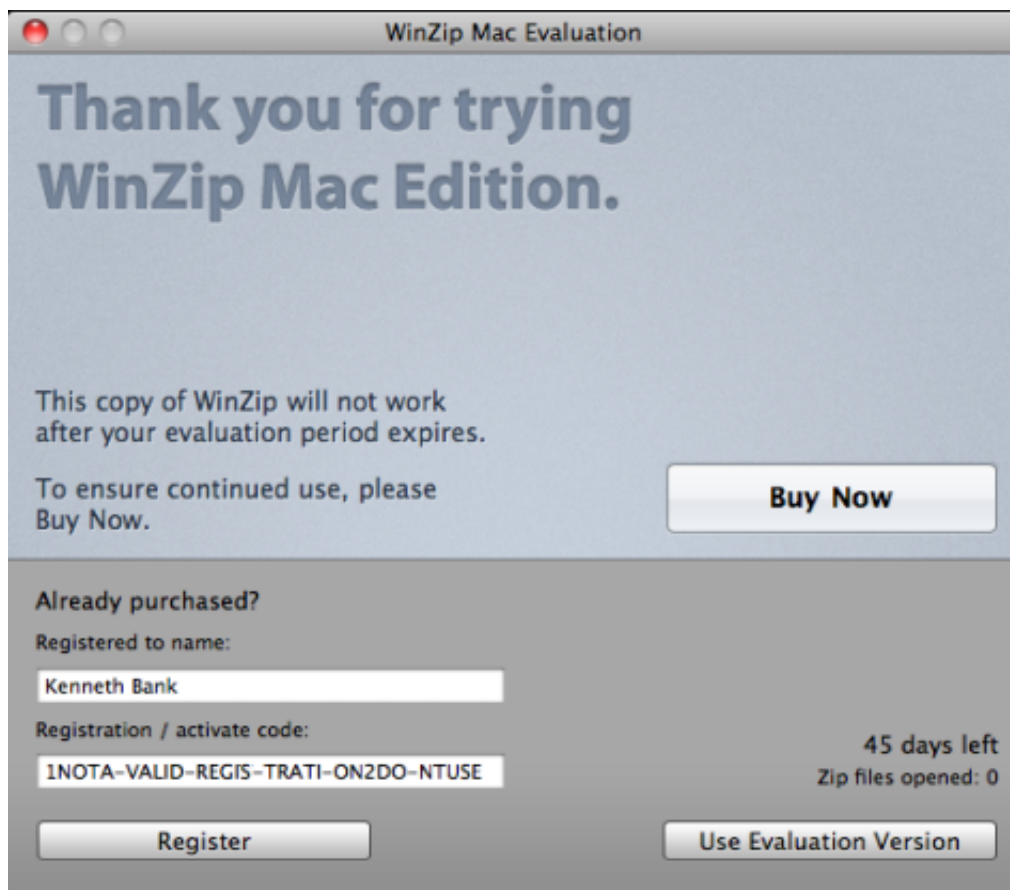 WinZip Mac Evaluation
Thank you for trying
WinZip Mac Edition.
This copy of WinZip will not work
after your evaluation period expires.
To ensure continued use, please
Buy Now.
Buy Now
Already purchased?
Registered to name:
Kenneth Bank
Registration / activate code:
1NOTA-VALID-REGIS-TRATI-ON2DO-NTUSE
45 days left
Zip files opened: 0
Register
Use Evaluation Version